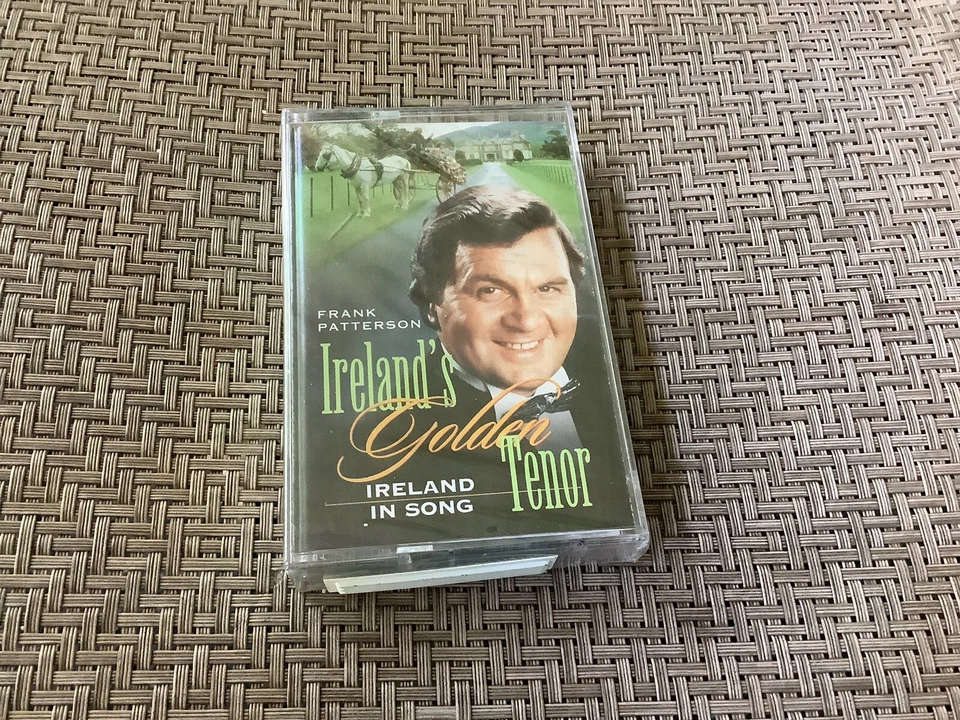 FRANK
PATTERSON
Ireland's
Golden
Tenor
IRELAND
IN SONG